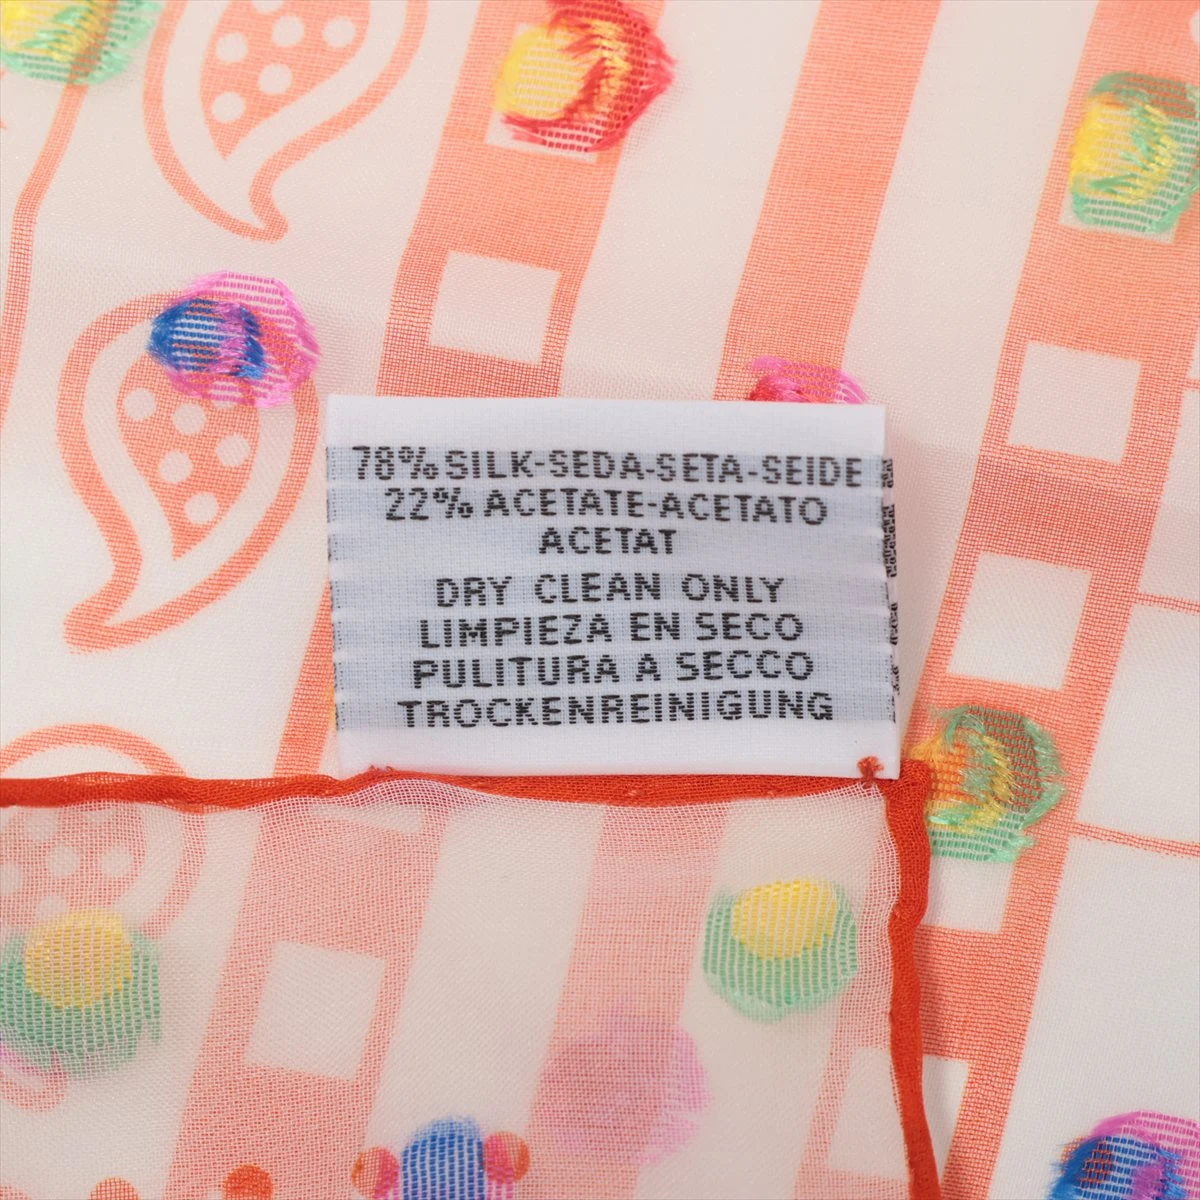 78% SILK-SEDA-SETA-SEIDE
22% ACETATE-ACETATO
ACETAT
DRY CLEAN ONLY
LIMPIEZA EN SECO
PULITURA A SECCO
TROCKENREINIGUNG